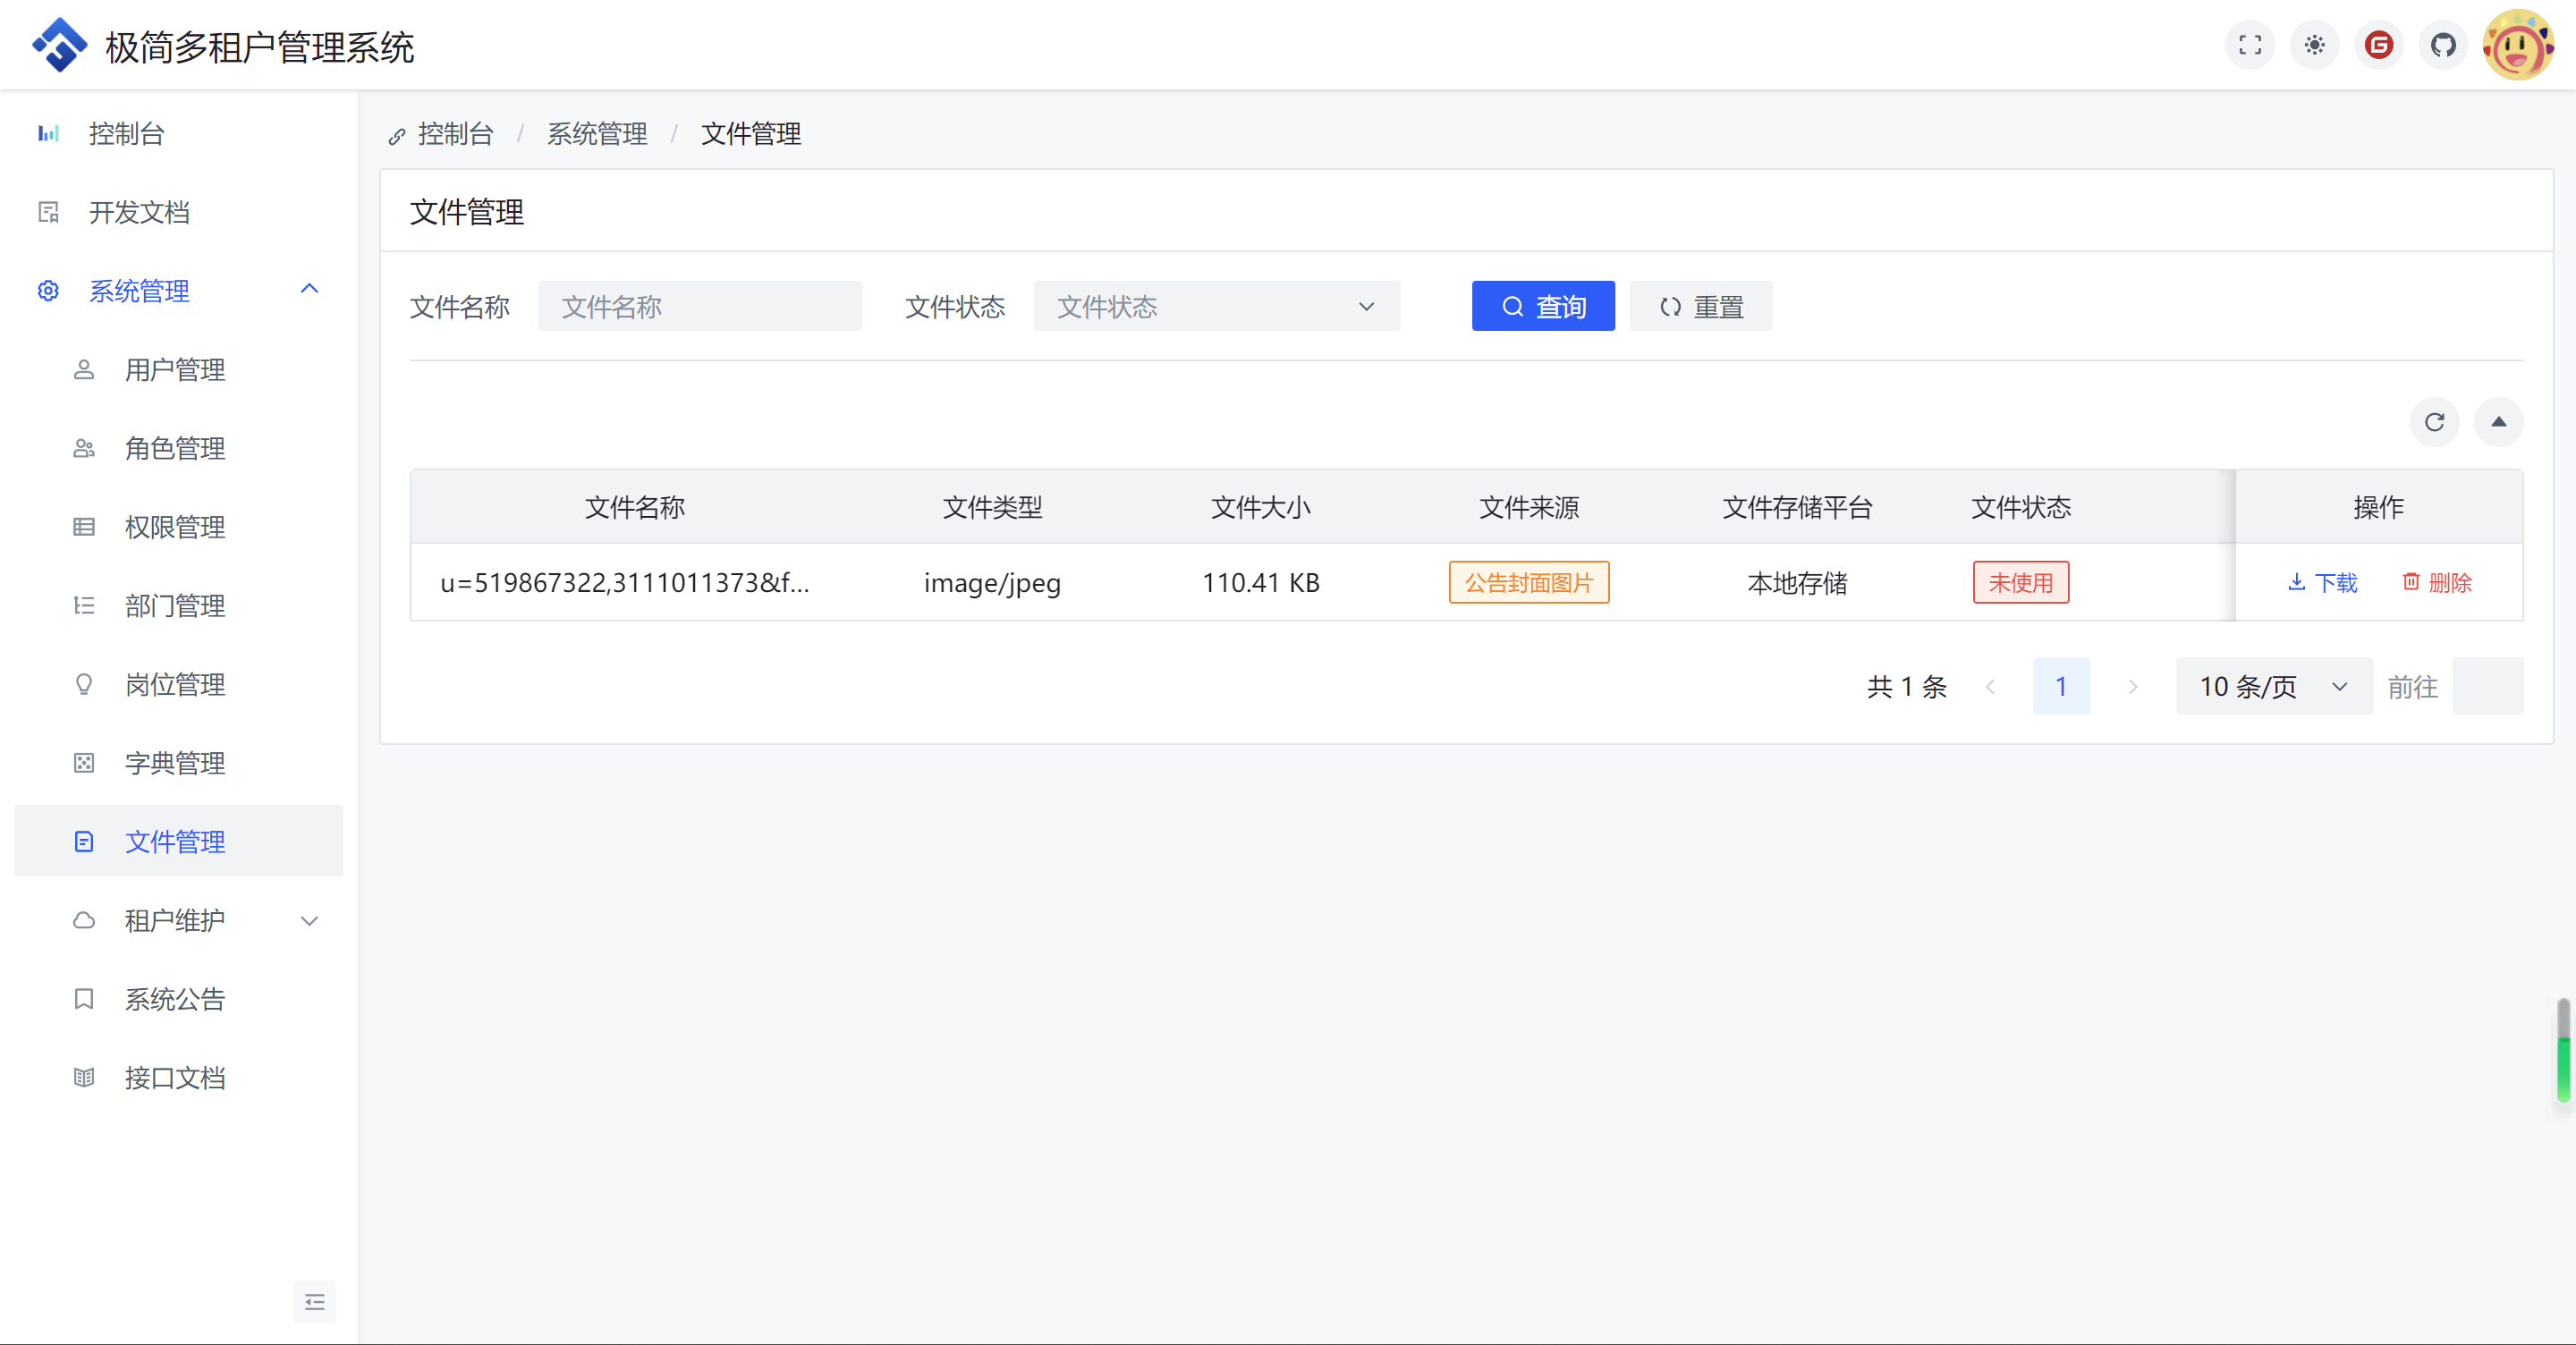 极简多租户管理系统
控制台
开发文档
系统管理
用户管理
角色管理
权限管理
部门管理
岗位管理
字典管理
文件管理
租户维护
系统公告
接口文档
控制台 / 系统管理 / 文件管理
文件管理
文件名称 文件名称 文件状态 文件状态 查询 重置
文件名称 文件类型 文件大小 文件来源 文件存储平台 文件状态 操作
u=519867322,3111011373&f... image/jpeg 110.41 KB 公告封面图片 本地存储 未使用 下载 删除
共 1 条 1 10 条/页 前往